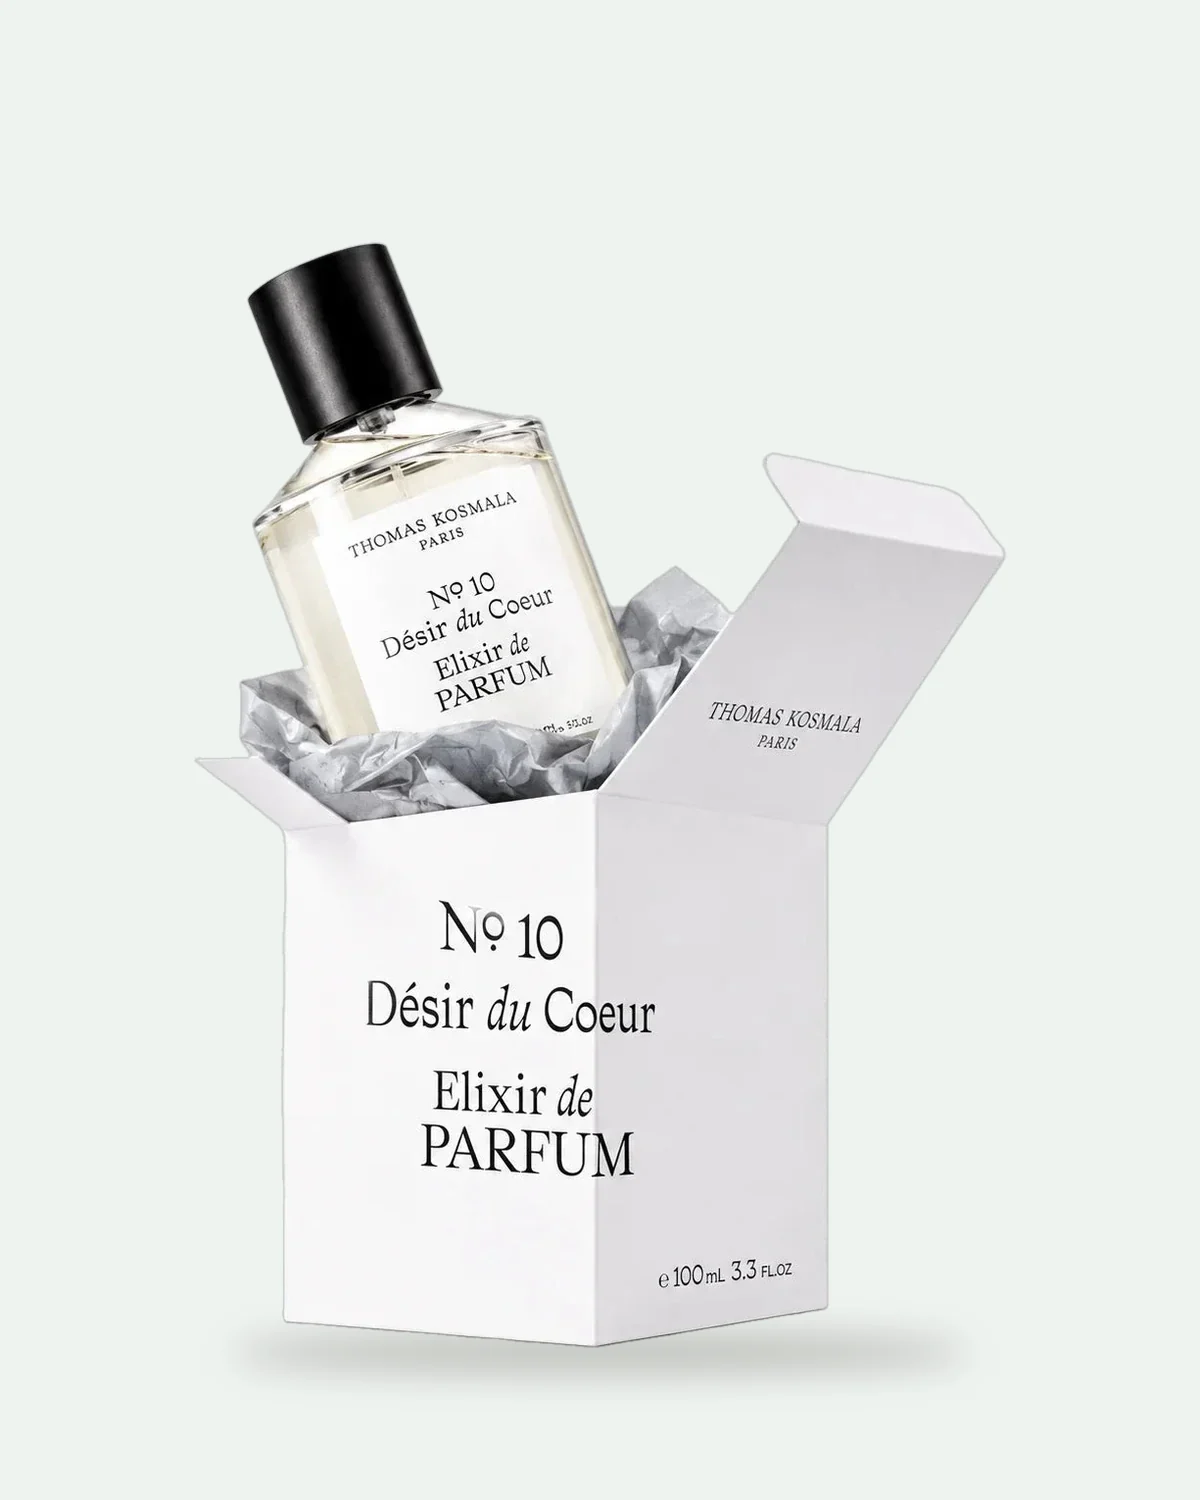 THOMAS KOSMALA
PARIS
Nº 10
Désir du Coeur
Elixir de
PARFUM
THOMAS KOSMALA
PARIS
Nº 10
Désir du Coeur
Elixir de
PARFUM
e 100 mL 3.3 FL.OZ